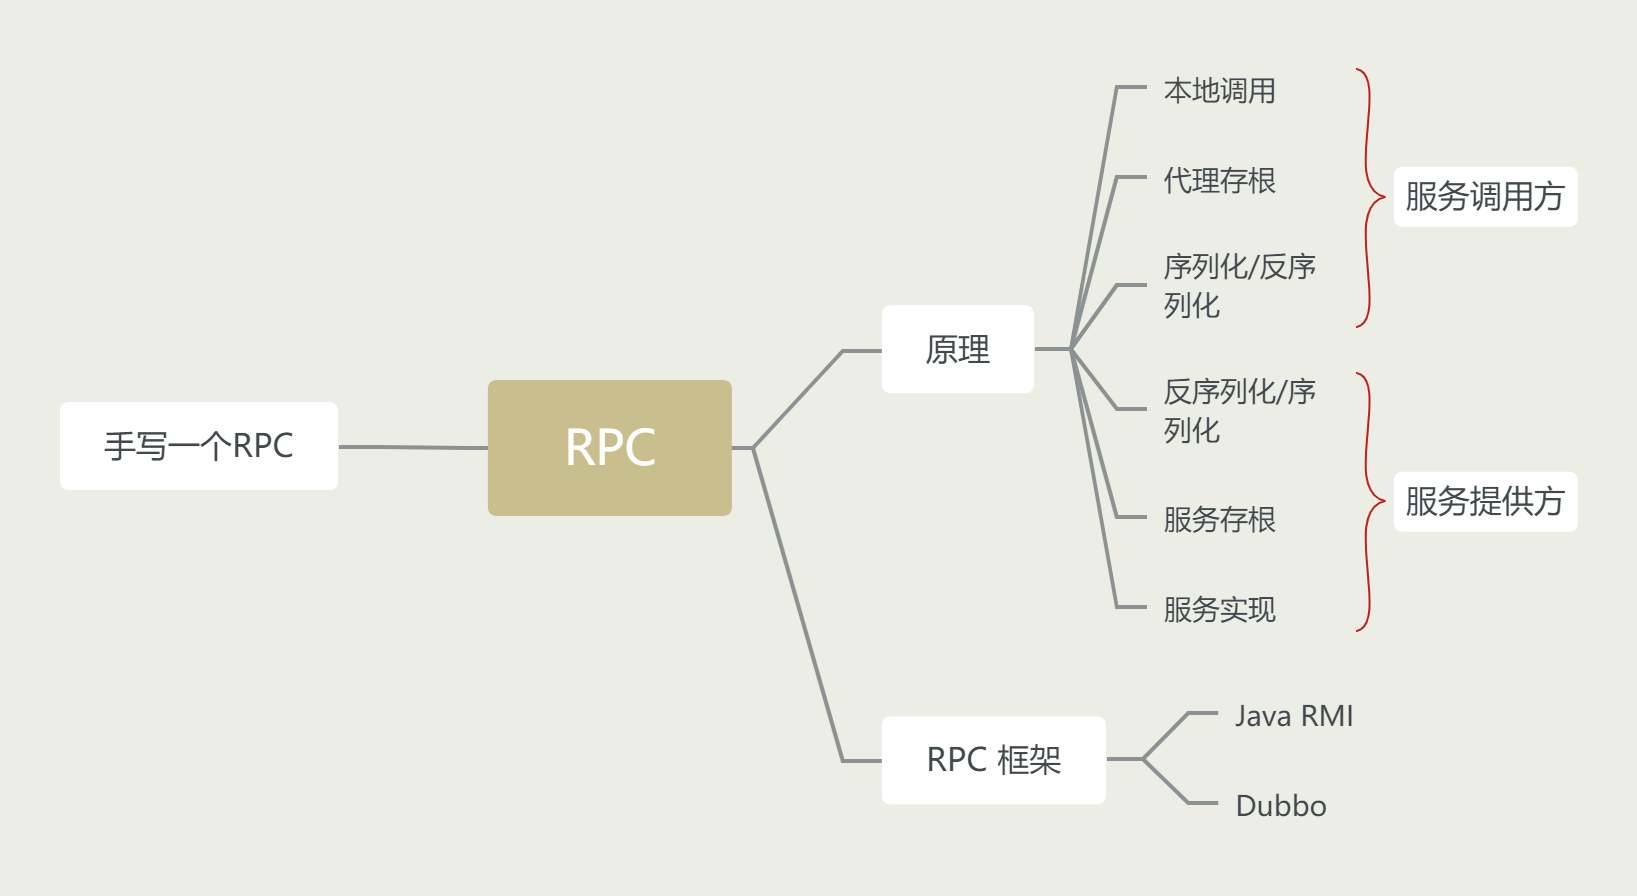 手写一个RPC
RPC
原理
本地调用
代理存根
序列化/反序
列化
服务调用方
反序列化/序
列化
服务存根
服务实现
服务提供方
RPC 框架
Java RMI
Dubbo